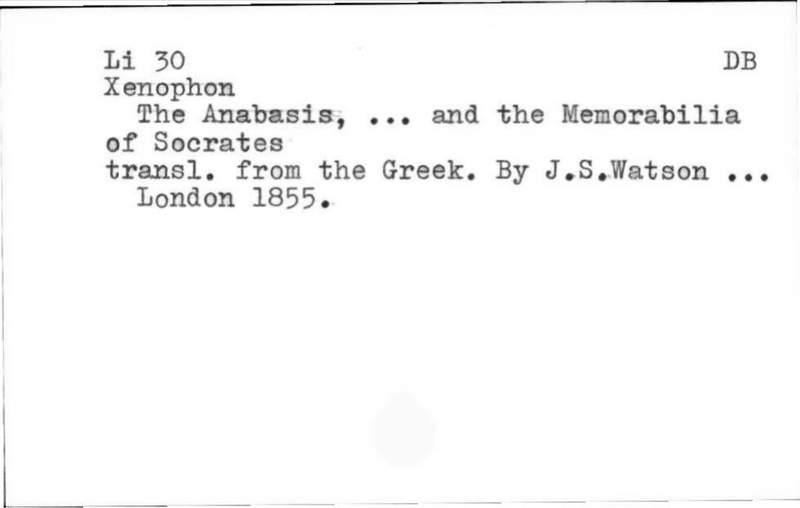 Li 30 DB
Xenophon
The Anabasis, ... and the Memorabilia
of Socrates
transl. from the Greek. By J.S.Watson ...
London 1855.